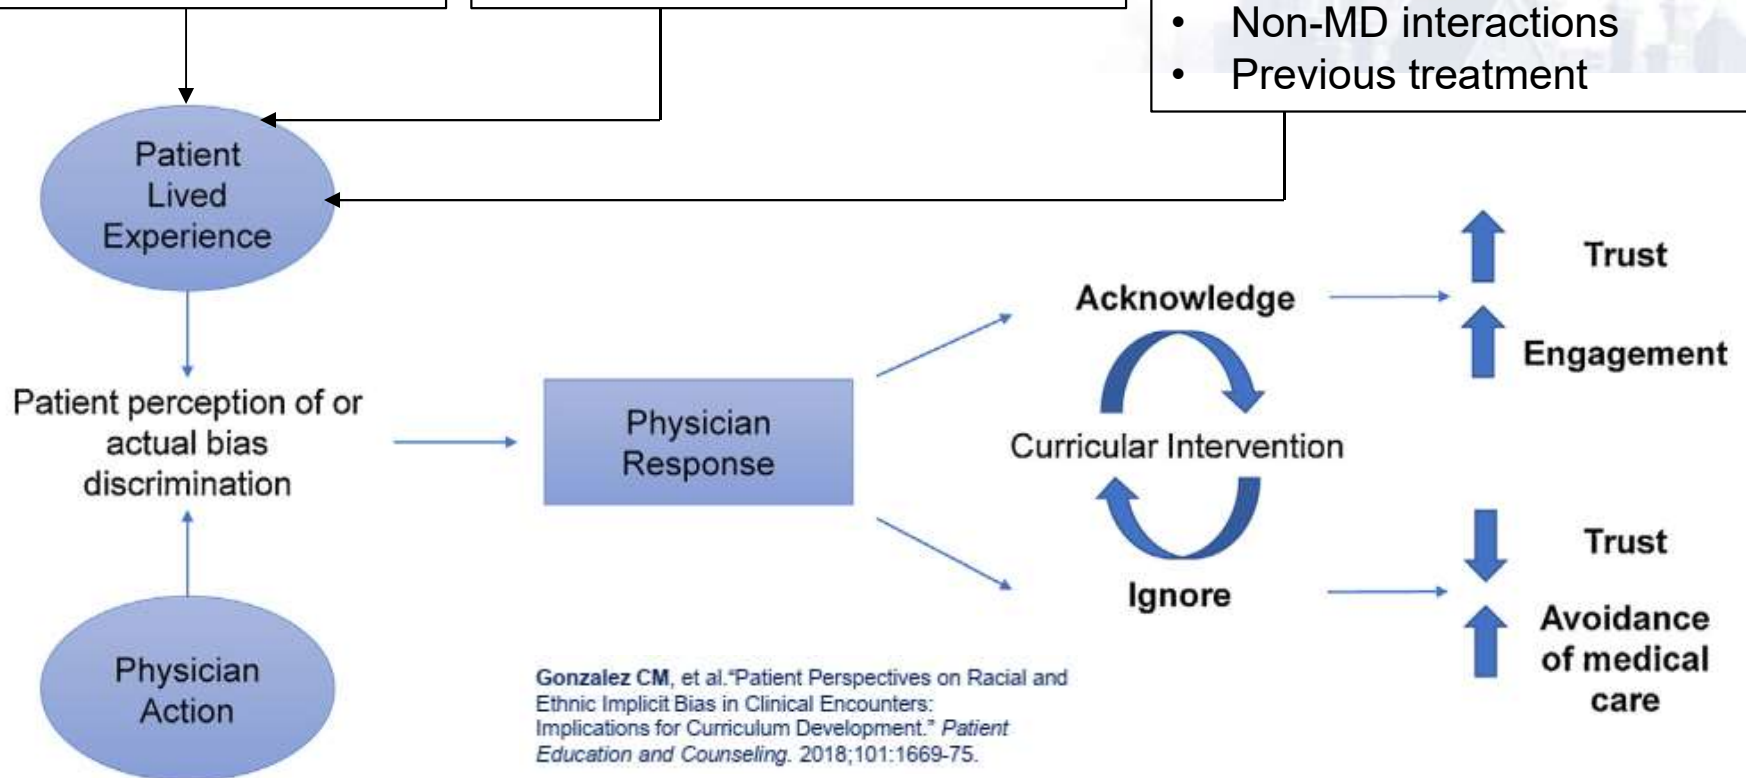 • Non-MD interactions
• Previous treatment
Patient
Lived
Experience
Patient perception of or
actual bias
discrimination
Physician
Action
Physician
Response
Acknowledge
Curricular Intervention
Ignore
Trust
Engagement
Trust
Avoidance
of medical
care
Gonzalez CM, et al.“Patient Perspectives on Racial and
Ethnic Implicit Bias in Clinical Encounters:
Implications for Curriculum Development.” Patient
Education and Counseling. 2018;101:1669-75.